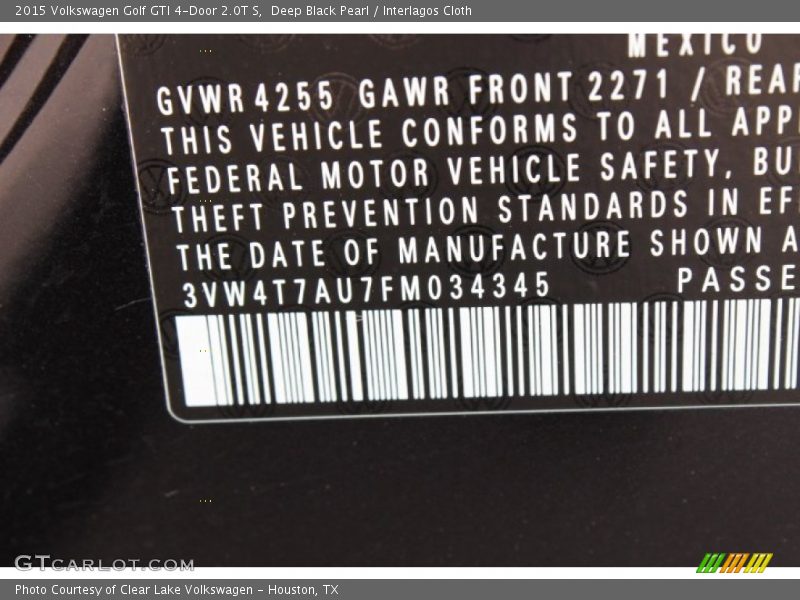 2015 Volkswagen Golf GTI 4-Door 2.0T S, Deep Black Pearl / Interlagos Cloth
MEXICO
GVWR 4255 GAWR FRONT 2271 / REAR
THIS VEHICLE CONFORMS TO ALL APPL
FEDERAL MOTOR VEHICLE SAFETY, BU
THEFT PREVENTION STANDARDS IN EF
THE DATE OF MANUFACTURE SHOWN A
3VW4T7AU7FM034345 PASSE
GTCARLOT.COM
Photo Courtesy of Clear Lake Volkswagen - Houston, TX